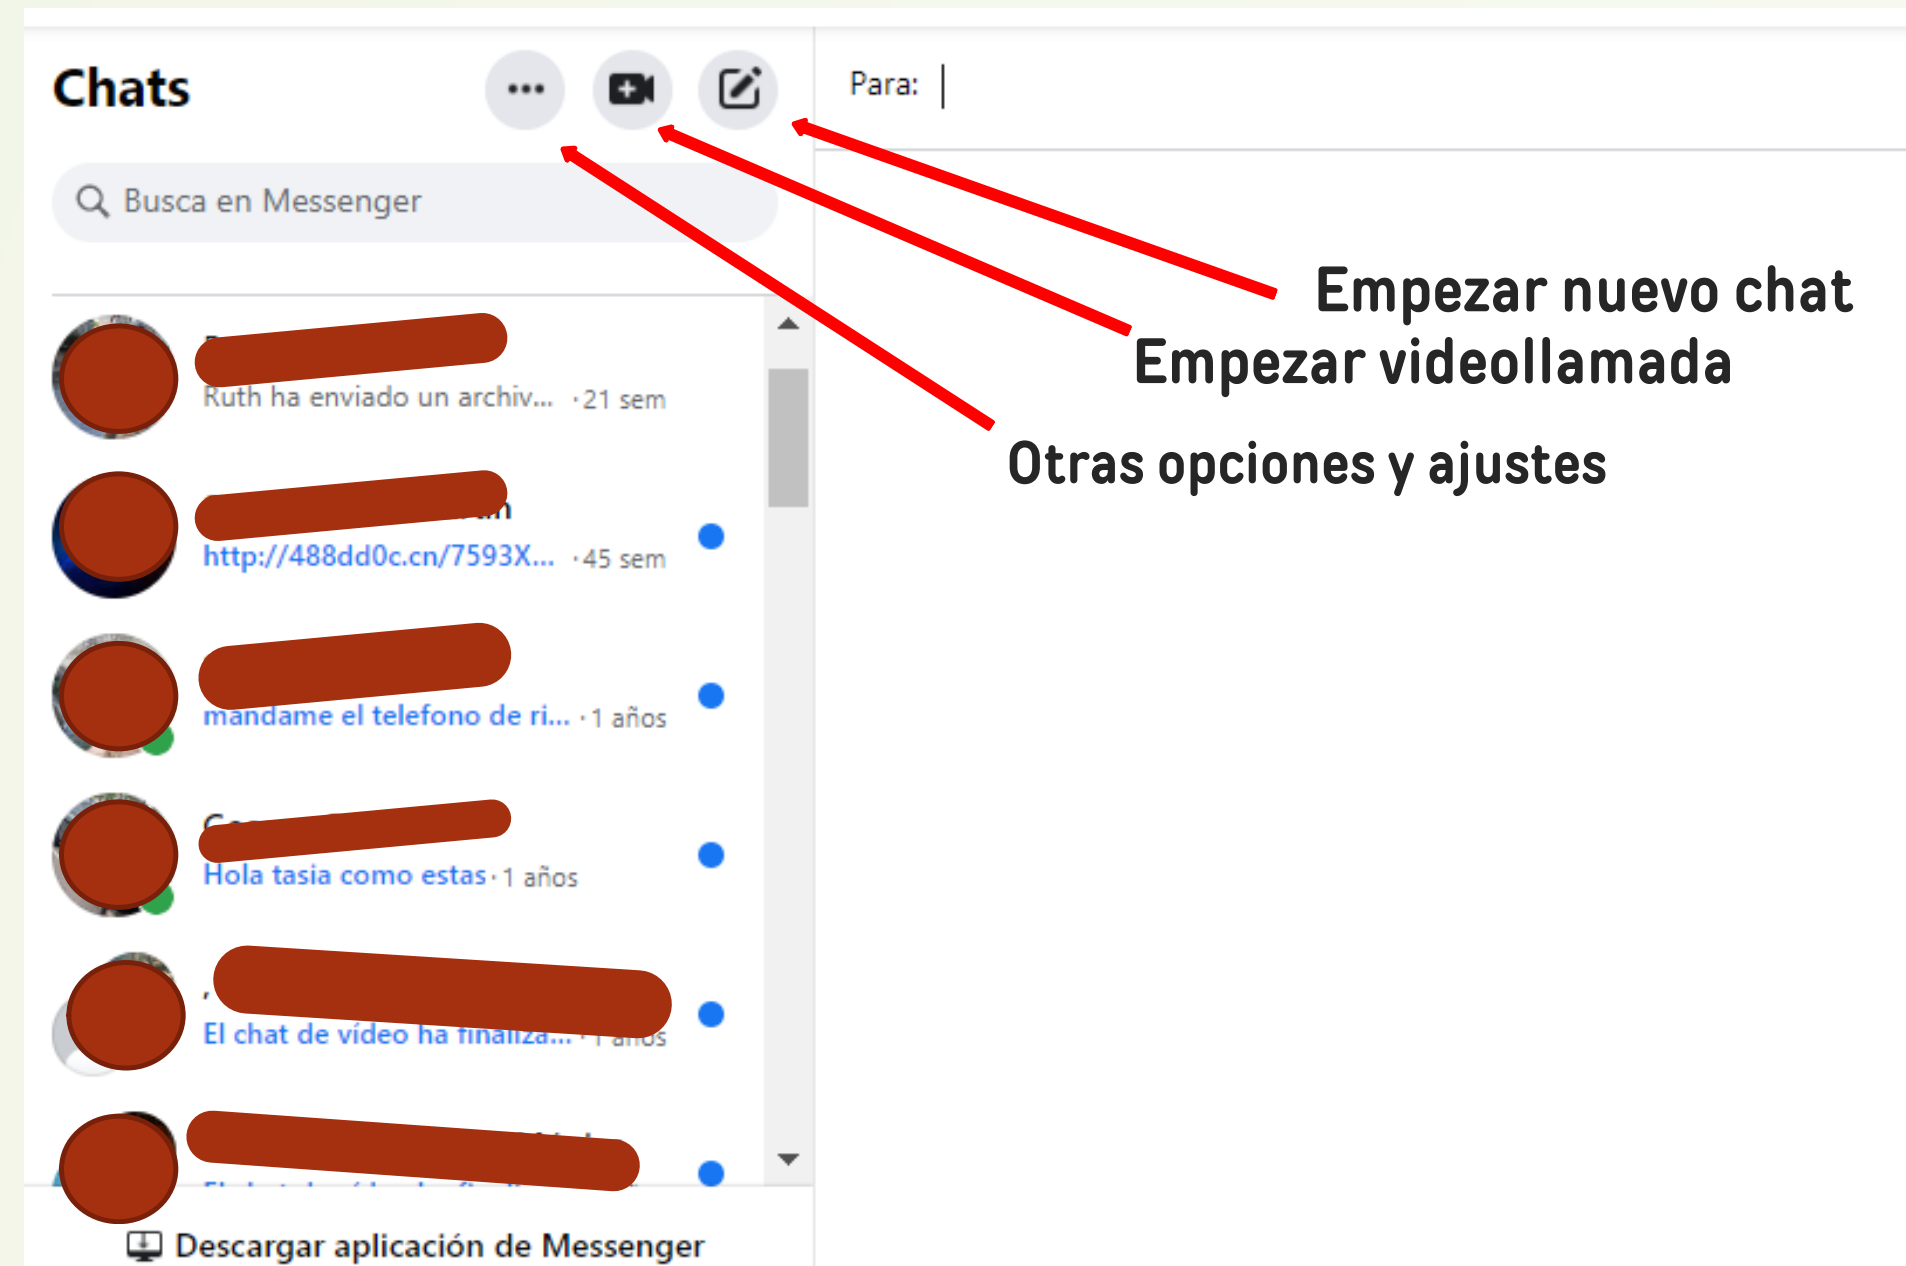 Chats
Para:
Busca en Messenger
Empezar nuevo chat
Empezar videollamada
Otras opciones y ajustes
Ruth ha enviado un archiv... · 21 sem
http://488dd0c.cn/7593X... · 45 sem
mandame el telefono de ri... · 1 años
Hola tasia como estas · 1 años
El chat de vídeo ha finaliza... · 1 años
Descargar aplicación de Messenger